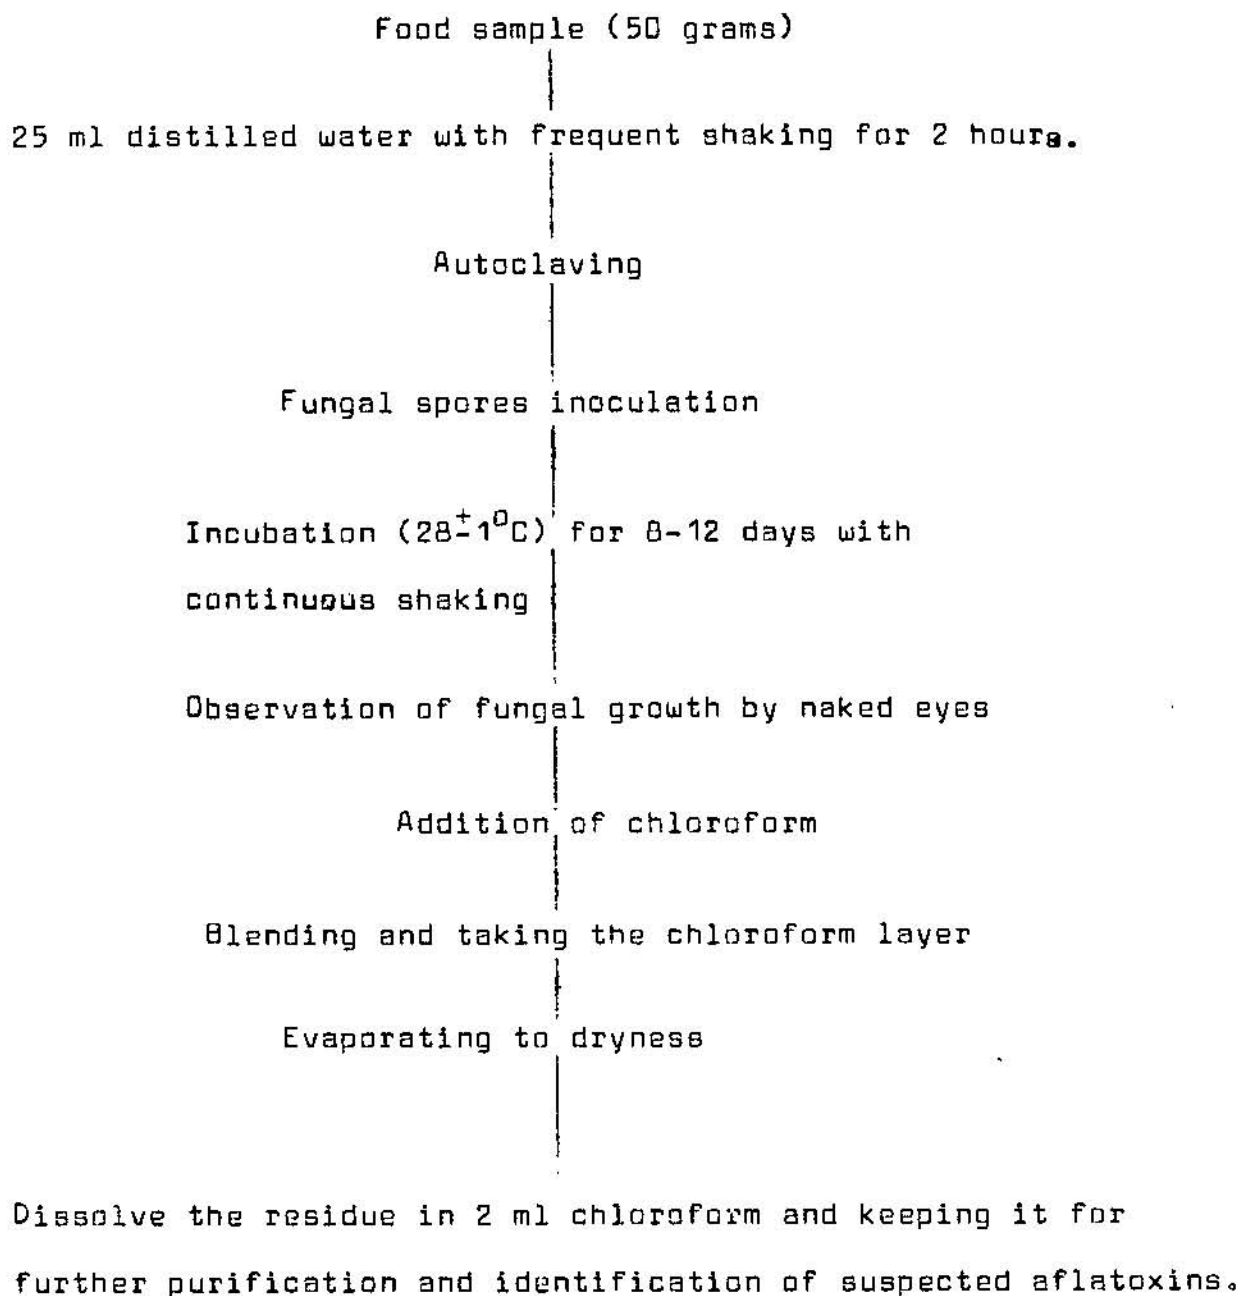 Food sample (50 grams)
25 ml distilled water with frequent shaking for 2 hours.
Autoclaving
Fungal spores inoculation
Incubation (28±1⁰C) for 8-12 days with
continuous shaking
Observation of fungal growth by naked eyes
Addition of chloroform
Blending and taking the chloroform layer
Evaporating to dryness
Dissolve the residue in 2 ml chloroform and keeping it for
further purification and identification of suspected aflatoxins.